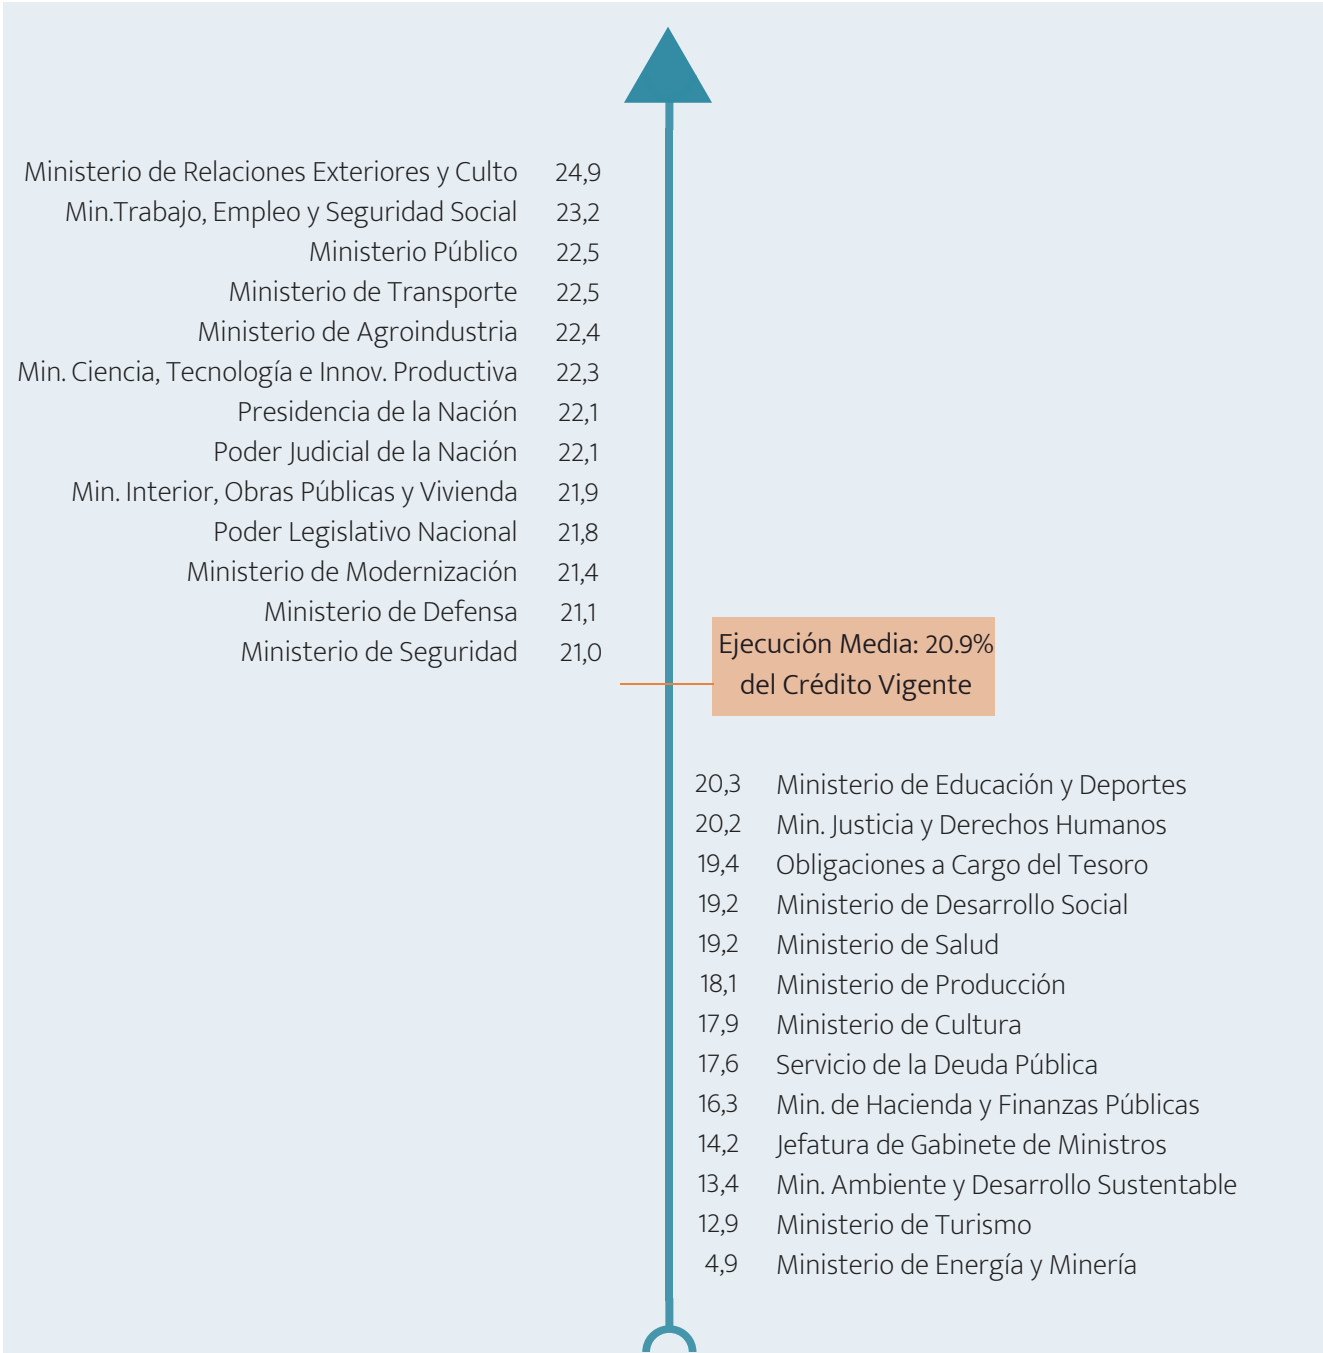 Ministerio de Relaciones Exteriores y Culto 24,9
Min.Trabajo, Empleo y Seguridad Social 23,2
Ministerio Público 22,5
Ministerio de Transporte 22,5
Ministerio de Agroindustria 22,4
Min. Ciencia, Tecnología e Innov. Productiva 22,3
Presidencia de la Nación 22,1
Poder Judicial de la Nación 22,1
Min. Interior, Obras Públicas y Vivienda 21,9
Poder Legislativo Nacional 21,8
Ministerio de Modernización 21,4
Ministerio de Defensa 21,1
Ministerio de Seguridad 21,0
Ejecución Media: 20.9%
del Crédito Vigente
20,3 Ministerio de Educación y Deportes
20,2 Min. Justicia y Derechos Humanos
19,4 Obligaciones a Cargo del Tesoro
19,2 Ministerio de Desarrollo Social
19,2 Ministerio de Salud
18,1 Ministerio de Producción
17,9 Ministerio de Cultura
17,6 Servicio de la Deuda Pública
16,3 Min. de Hacienda y Finanzas Públicas
14,2 Jefatura de Gabinete de Ministros
13,4 Min. Ambiente y Desarrollo Sustentable
12,9 Ministerio de Turismo
4,9 Ministerio de Energía y Minería